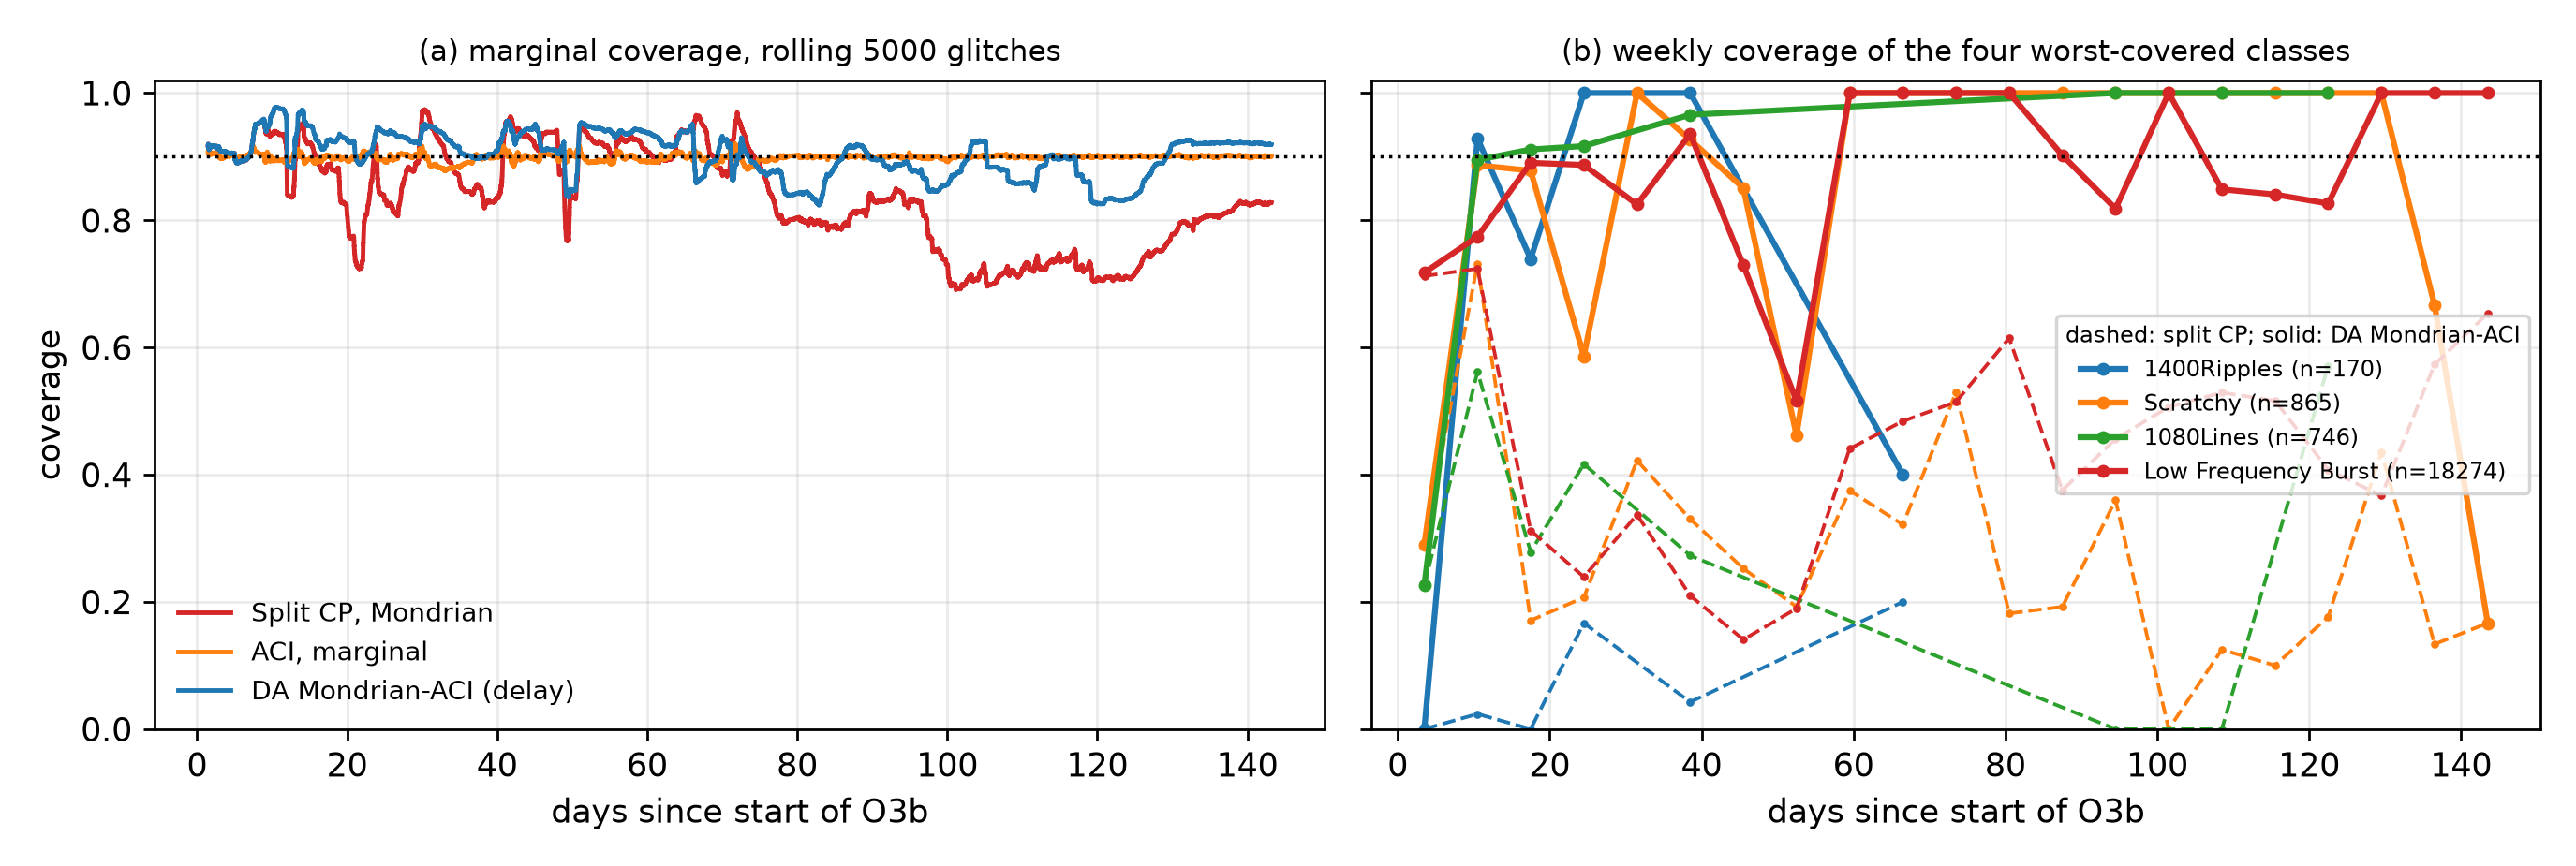 (a) marginal coverage, rolling 5000 glitches
(b) weekly coverage of the four worst-covered classes
coverage
1.0
0.8
0.6
0.4
0.2
0.0
Split CP, Mondrian
ACI, marginal
DA Mondrian-ACI (delay)
dashed: split CP; solid: DA Mondrian-ACI
1400Ripples (n=170)
Scratchy (n=865)
1080Lines (n=746)
Low Frequency Burst (n=18274)
0 20 40 60 80 100 120 140
0 20 40 60 80 100 120 140
days since start of O3b
days since start of O3b